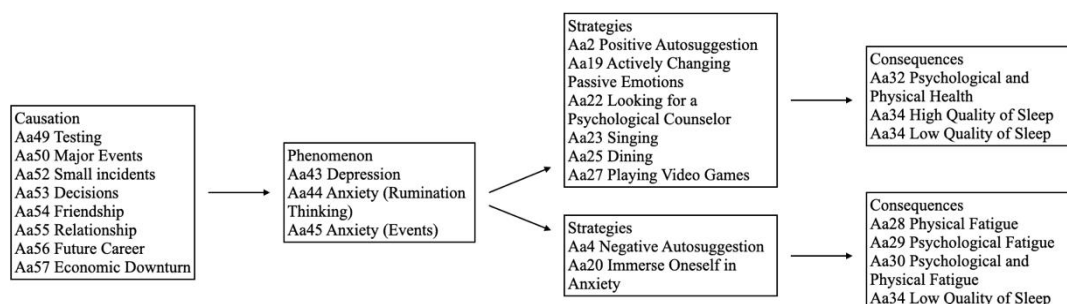 Causation
Aa49 Testing
Aa50 Major Events
Aa52 Small incidents
Aa53 Decisions
Aa54 Friendship
Aa55 Relationship
Aa56 Future Career
Aa57 Economic Downturn
Phenomenon
Aa43 Depression
Aa44 Anxiety (Rumination
Thinking)
Aa45 Anxiety (Events)
Strategies
Aa2 Positive Autosuggestion
Aa19 Actively Changing
Passive Emotions
Aa22 Looking for a
Psychological Counselor
Aa23 Singing
Aa25 Dining
Aa27 Playing Video Games
Strategies
Aa4 Negative Autosuggestion
Aa20 Immerse Oneself in
Anxiety
Consequences
Aa32 Psychological and
Physical Health
Aa34 High Quality of Sleep
Aa34 Low Quality of Sleep
Consequences
Aa28 Physical Fatigue
Aa29 Psychological Fatigue
Aa30 Psychological and
Physical Fatigue
Aa34 Low Quality of Sleep